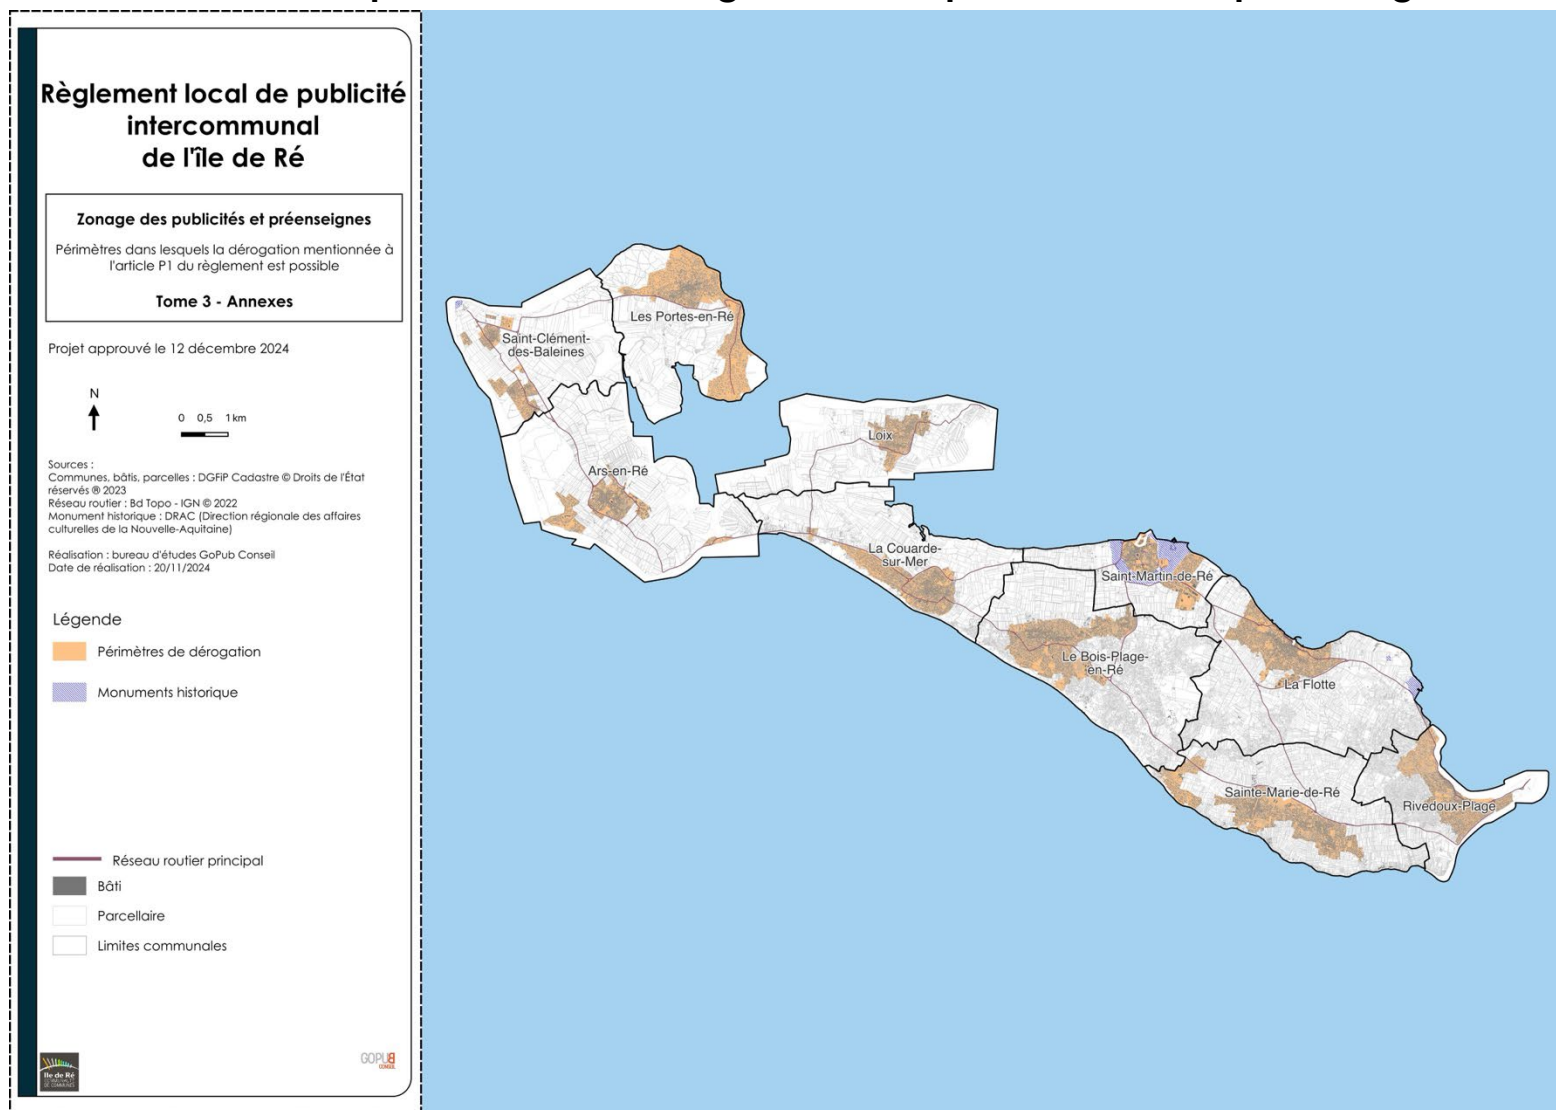 Règlement local de publicité
intercommunal
de l'île de Ré
Zonage des publicités et préenseignes
Périmètres dans lesquels la dérogation mentionnée à
l'article P1 du règlement est possible
Tome 3 - Annexes
Projet approuvé le 12 décembre 2024
N
0 0,5 1 km
Sources :
Communes, bâtis, parcelles : DGFiP Cadastre © Droits de l'État
réservés ® 2023
Réseau routier : Bd Topo - IGN © 2022
Monument historique : DRAC (Direction régionale des affaires
culturelles de la Nouvelle-Aquitaine)
Réalisation : bureau d'études GoPub Conseil
Date de réalisation : 20/11/2024
Légende
Périmètres de dérogation
Monuments historique
Réseau routier principal
Bâti
Parcellaire
Limites communales
Ile de Ré
COMMUNAUTÉ
DE COMMUNES
GOPUB
CONSEIL
Les Portes-en-Ré
Saint-Clément-
des-Baleines
Loix
Ars-en-Ré
La Couarde-
sur-Mer
Saint-Martin-de-Ré
Le Bois-Plage-
en-Ré
La Flotte
Sainte-Marie-de-Ré
Rivedoux-Plage